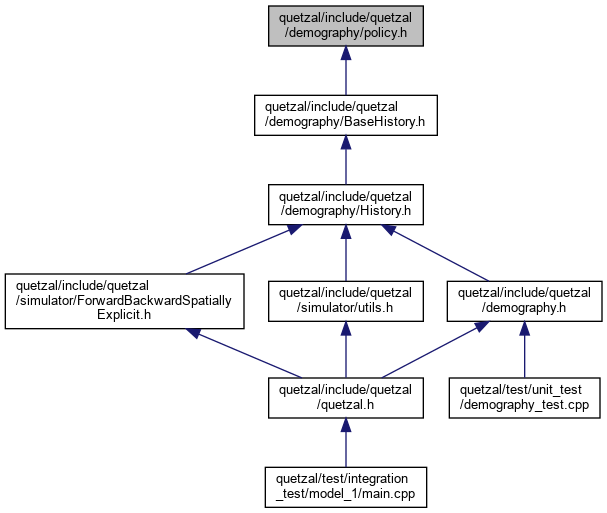 quetzal/include/quetzal
/demography/policy.h
quetzal/include/quetzal
/demography/BaseHistory.h
quetzal/include/quetzal
/demography/History.h
quetzal/include/quetzal
/simulator/ForwardBackwardSpatially
Explicit.h
quetzal/include/quetzal
/simulator/utils.h
quetzal/include/quetzal
/demography.h
quetzal/include/quetzal
/quetzal.h
quetzal/test/unit_test
/demography_test.cpp
quetzal/test/integration
_test/model_1/main.cpp